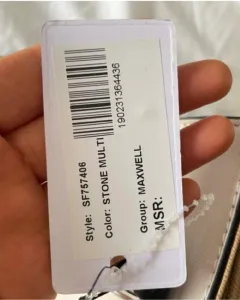 190231364436
Style: SF757406
Color: STONE MULTI
Group: MAXWELL
MSR: